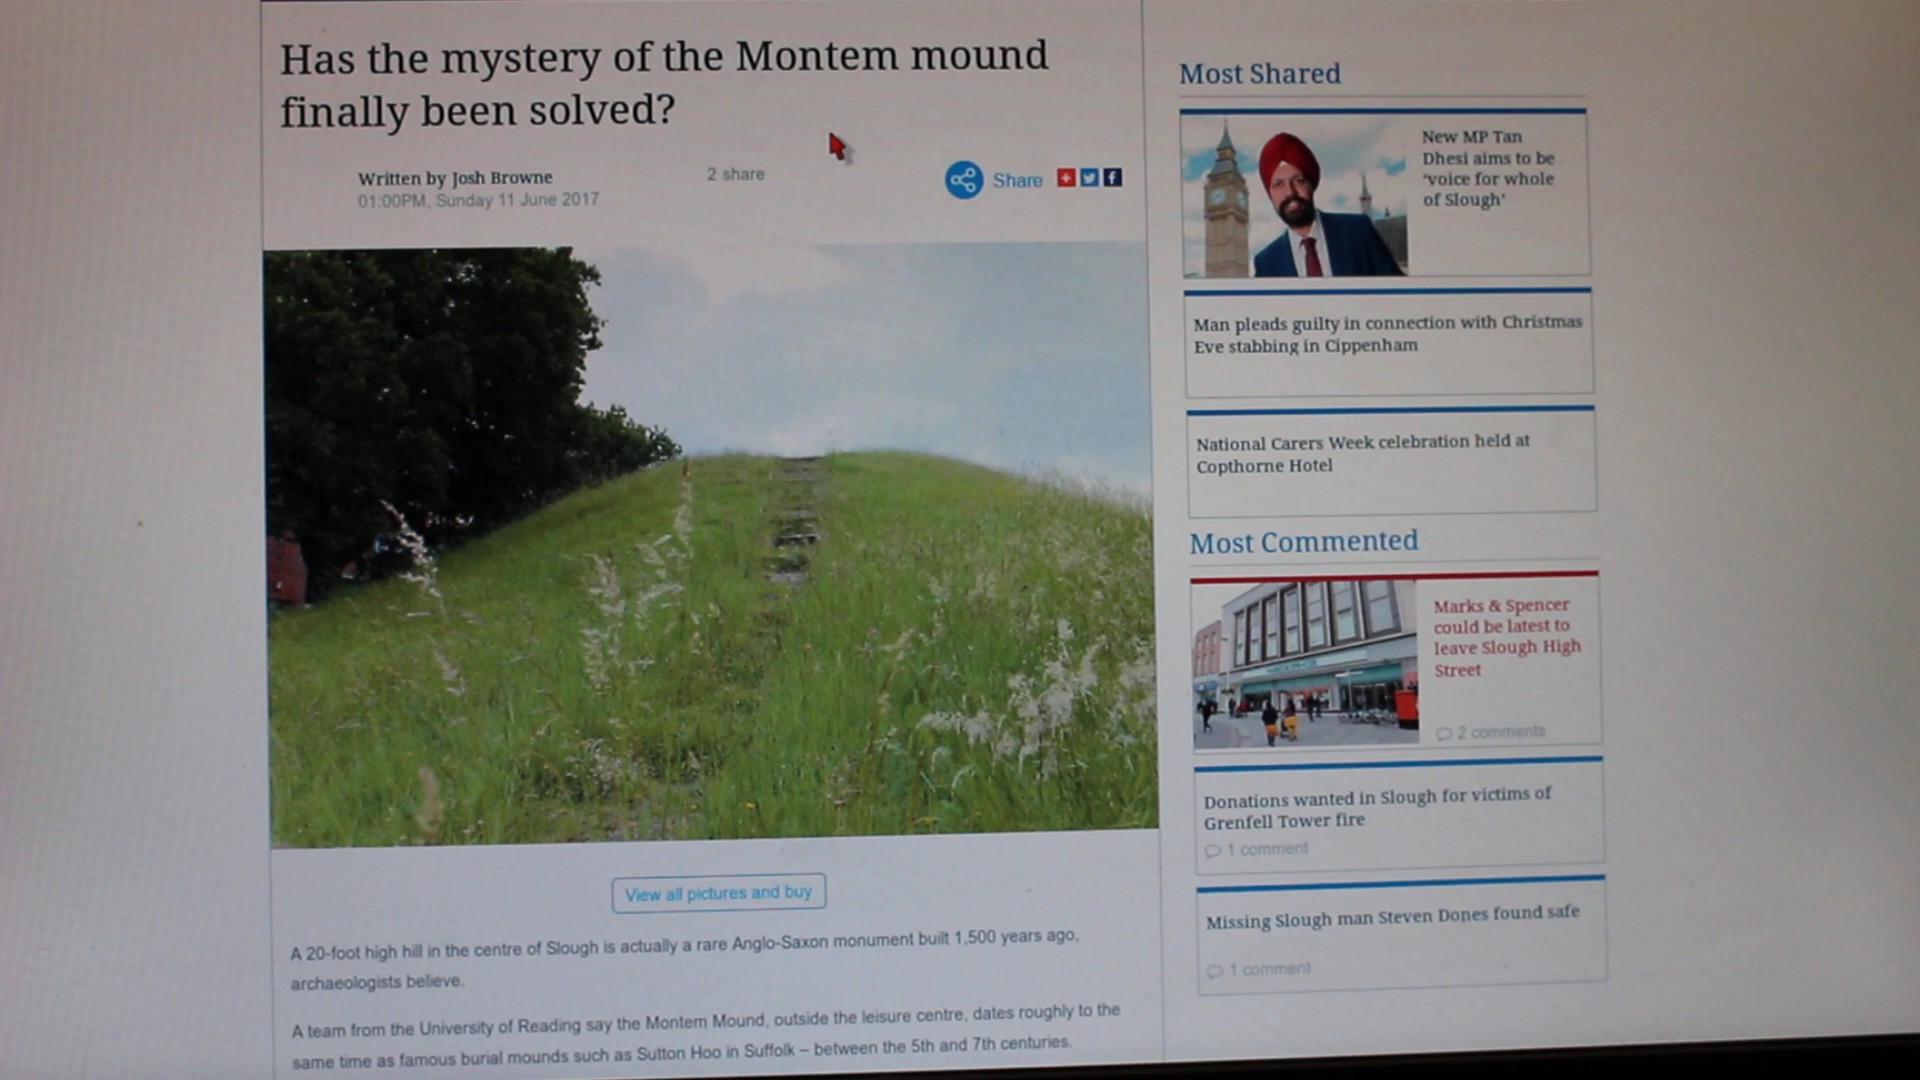 Has the mystery of the Montem mound
finally been solved?
Written by Josh Browne
01:00PM, Sunday 11 June 2017
2 share
Share
A 20-foot high hill in the centre of Slough is actually a rare Anglo-Saxon monument built 1,500 years ago,
archaeologists believe.
A team from the University of Reading say the Montem Mound, outside the leisure centre, dates roughly to the
same time as famous burial mounds such as Sutton Hoo in Suffolk – between the 5th and 7th centuries.
View all pictures and buy
Most Shared
New MP Tan
Dhesi aims to be
'voice for whole
of Slough'
Man pleads guilty in connection with Christmas
Eve stabbing in Cippenham
National Carers Week celebration held at
Copthorne Hotel
Most Commented
Marks & Spencer
could be latest to
leave Slough High
Street
2 comments
Donations wanted in Slough for victims of
Grenfell Tower fire
1 comment
Missing Slough man Steven Dones found safe
1 comment